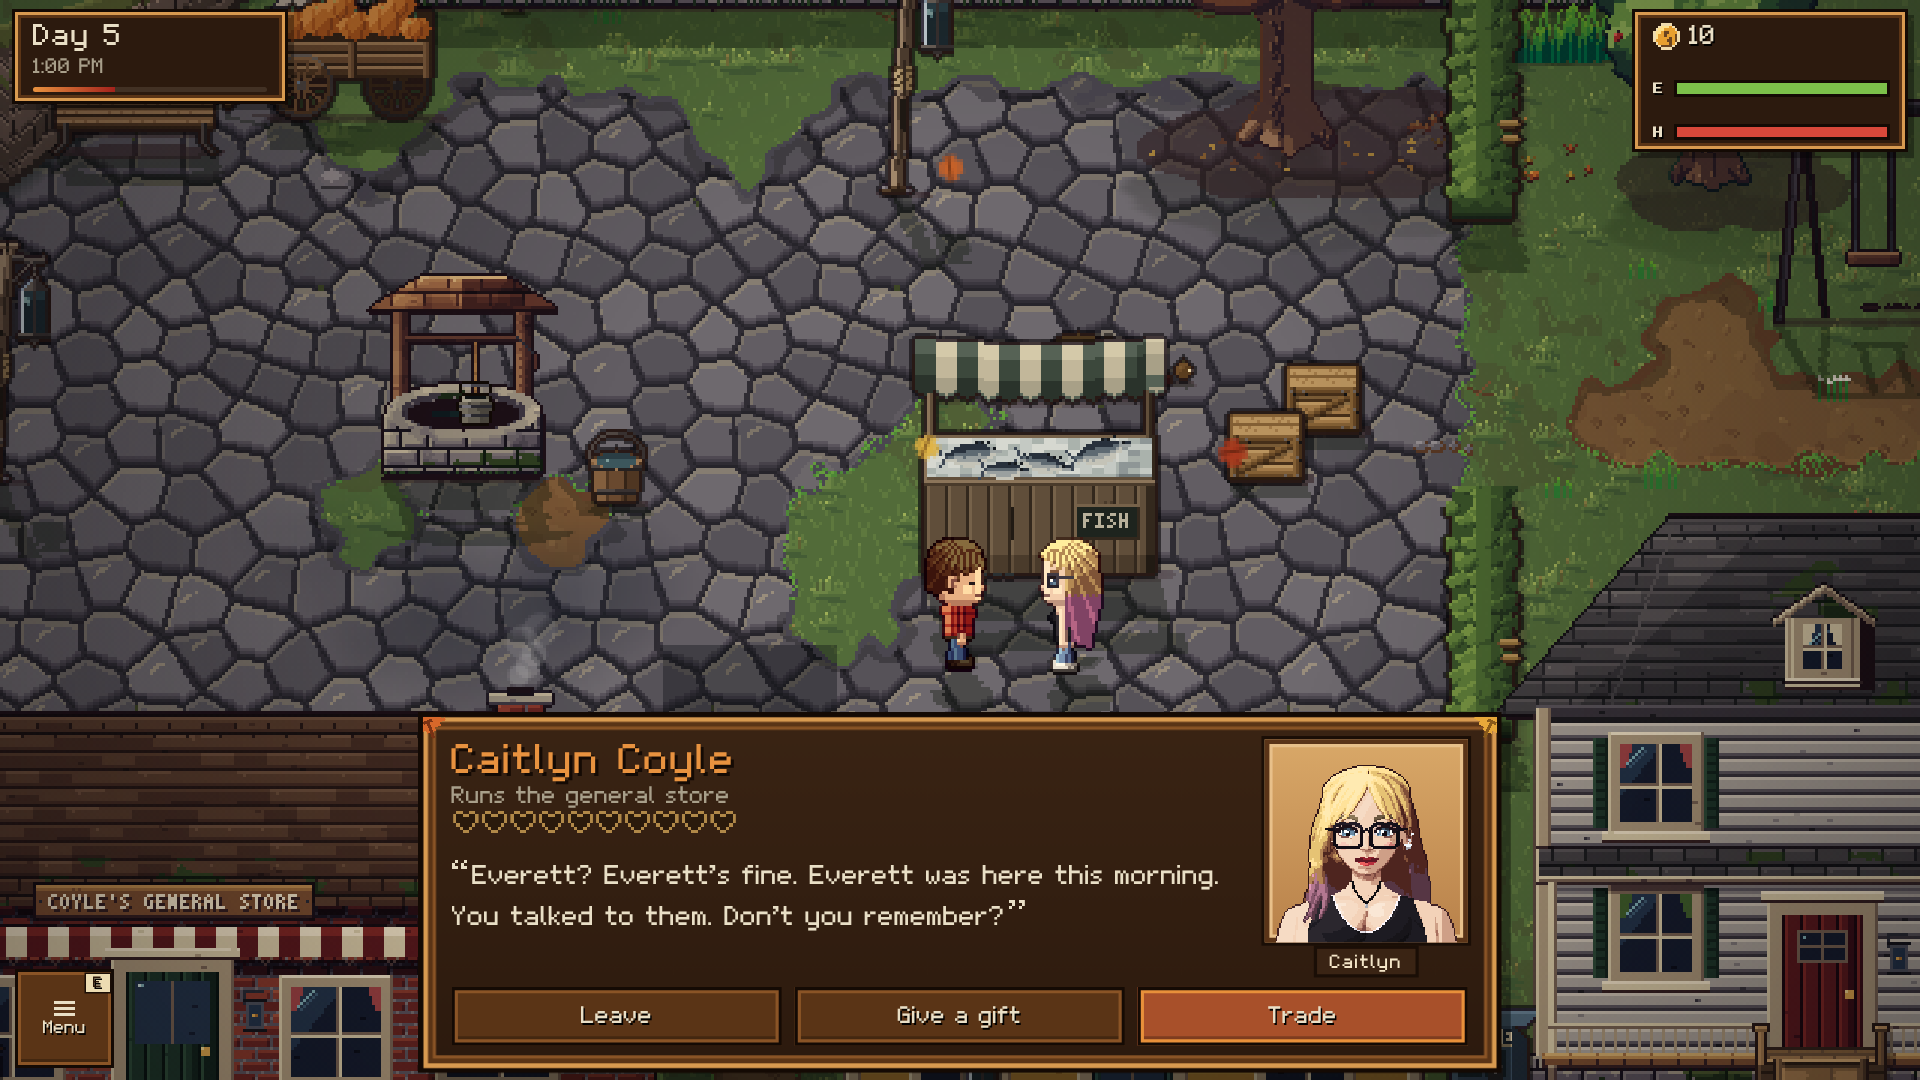 Day 5
1:00 PM
10
E
H
FISH
Caitlyn Coyle
Runs the general store
“Everett? Everett’s fine. Everett was here this morning.
You talked to them. Don’t you remember?”
Caitlyn
COYLE'S GENERAL STORE
E
Menu
Leave
Give a gift
Trade